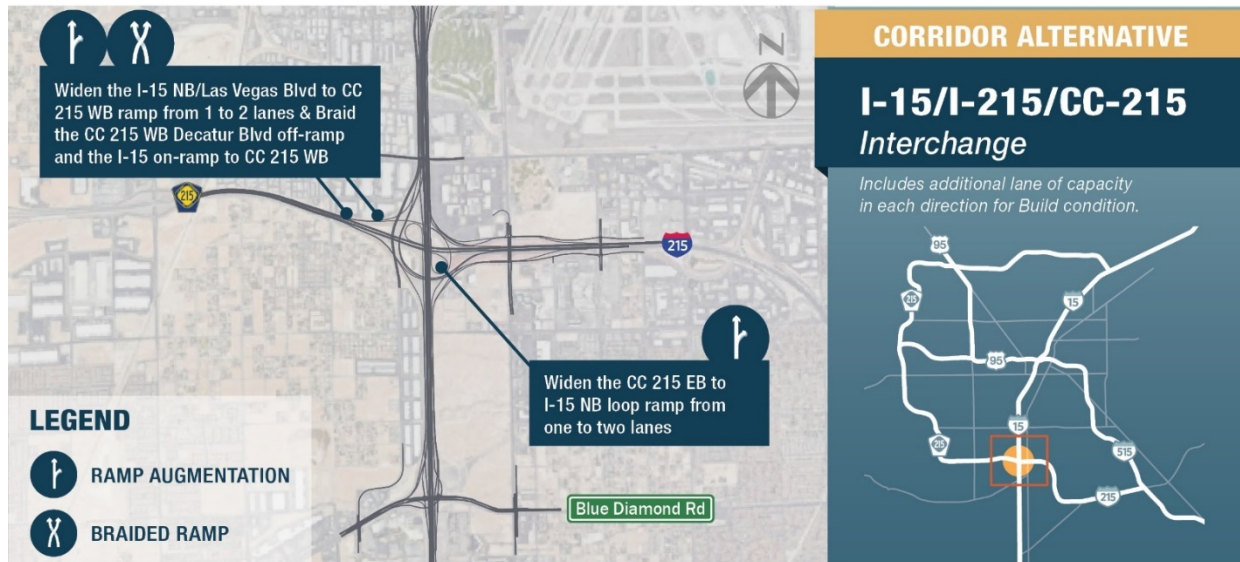 Widen the I-15 NB/Las Vegas Blvd to CC
215 WB ramp from 1 to 2 lanes & Braid
the CC 215 WB Decatur Blvd off-ramp
and the I-15 on-ramp to CC 215 WB
N
215
215
Widen the CC 215 EB to
I-15 NB loop ramp from
one to two lanes
Blue Diamond Rd
LEGEND
RAMP AUGMENTATION
BRAIDED RAMP
CORRIDOR ALTERNATIVE
I-15/I-215/CC-215
Interchange
Includes additional lane of capacity
in each direction for Build condition.
95
215
15
95
15
215
515
215